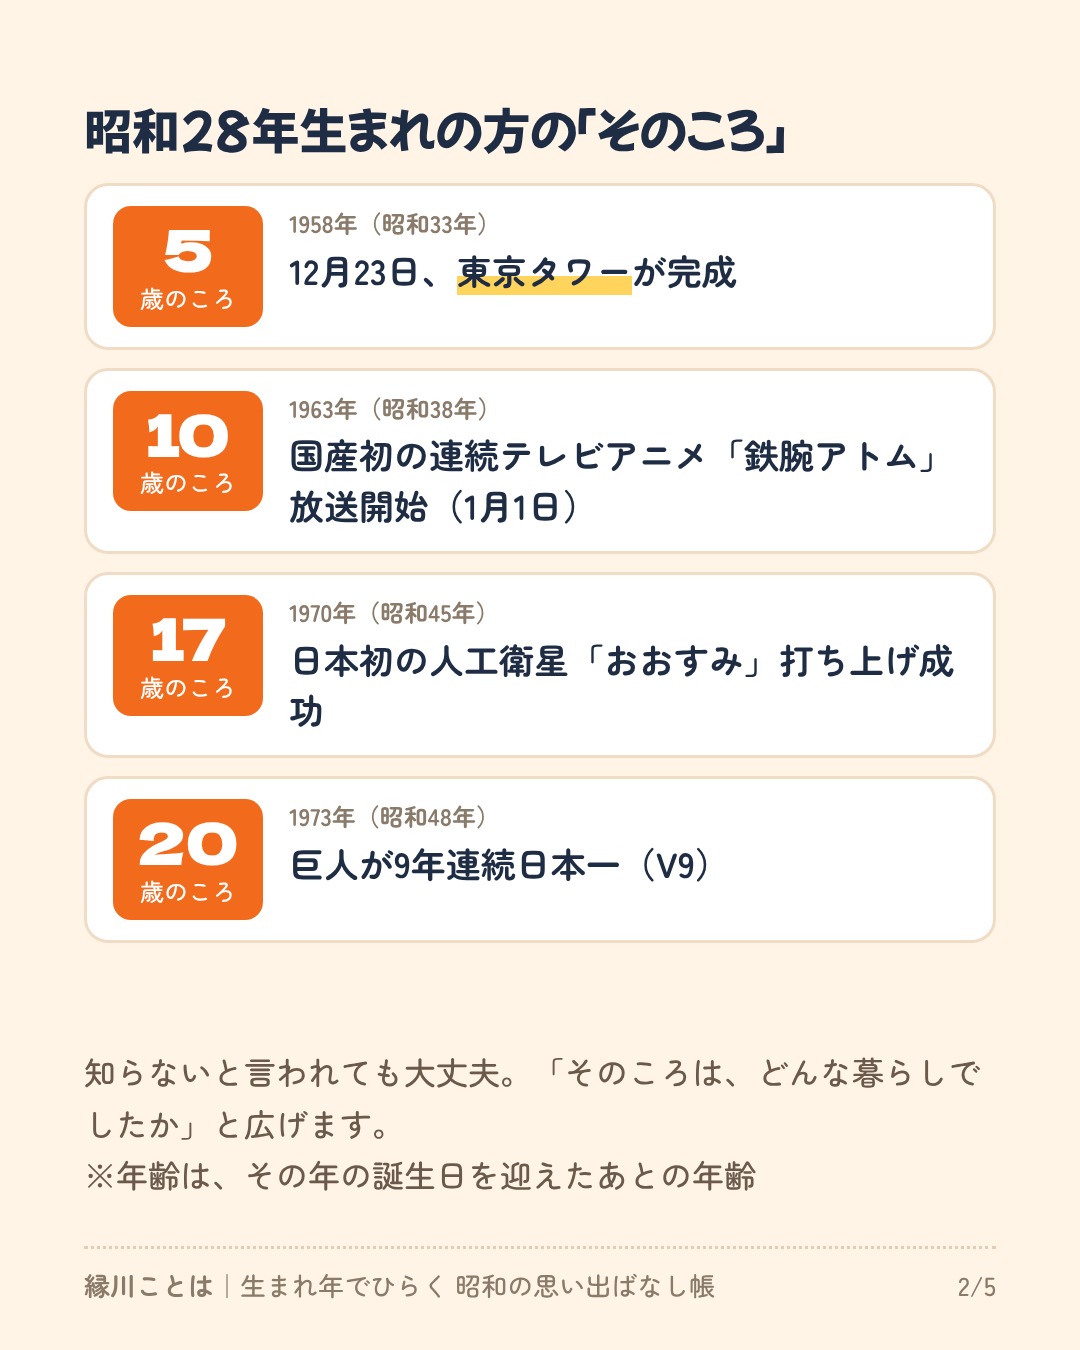 昭和28年生まれの方の「そのころ」
5
歳のころ
1958年（昭和33年）
12月23日、東京タワーが完成
10
歳のころ
1963年（昭和38年）
国産初の連続テレビアニメ「鉄腕アトム」
放送開始（1月1日）
17
歳のころ
1970年（昭和45年）
日本初の人工衛星「おおすみ」打ち上げ成
功
20
歳のころ
1973年（昭和48年）
巨人が9年連続日本一（V9）
知らないと言われても大丈夫。「そのころは、どんな暮らしで
したか」と広げます。
※年齢は、その年の誕生日を迎えたあとの年齢
縁川ことは｜生まれ年でひらく 昭和の思い出ばなし帳
2/5